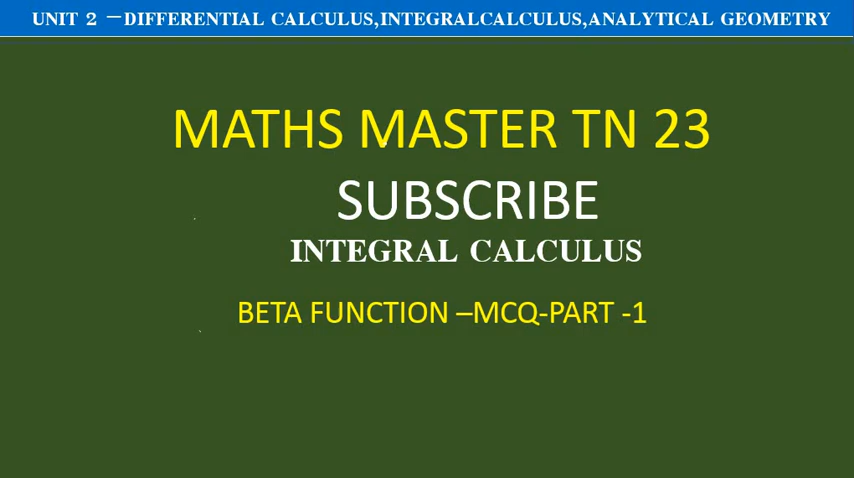 UNIT 2 －DIFFERENTIAL CALCULUS,INTEGRALCALCULUS,ANALYTICAL GEOMETRY
MATHS MASTER TN 23
SUBSCRIBE
INTEGRAL CALCULUS
BETA FUNCTION –MCQ-PART -1